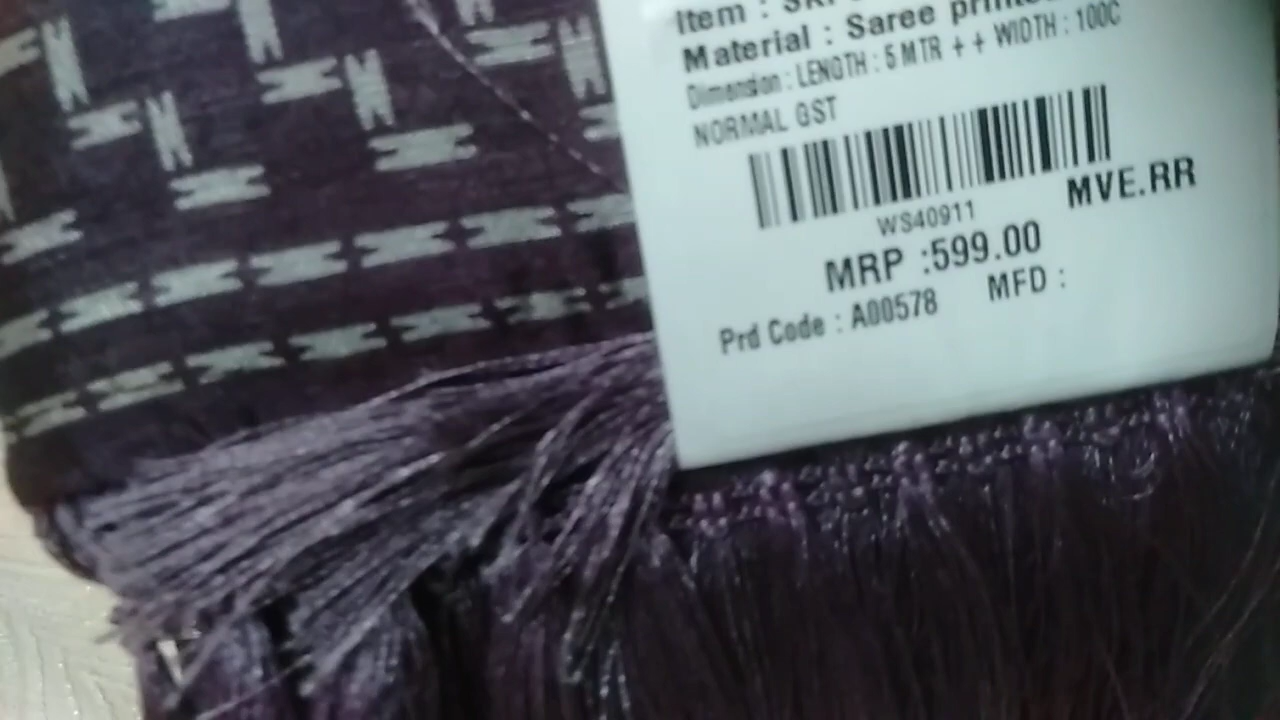 Item :
Material : Saree
Dimension : LENGTH : 5 MTR + + WIDTH : 100C
NORMAL GST
WS40911
MVE.RR
MRP :599.00
Prd Code : A00578 MFD :